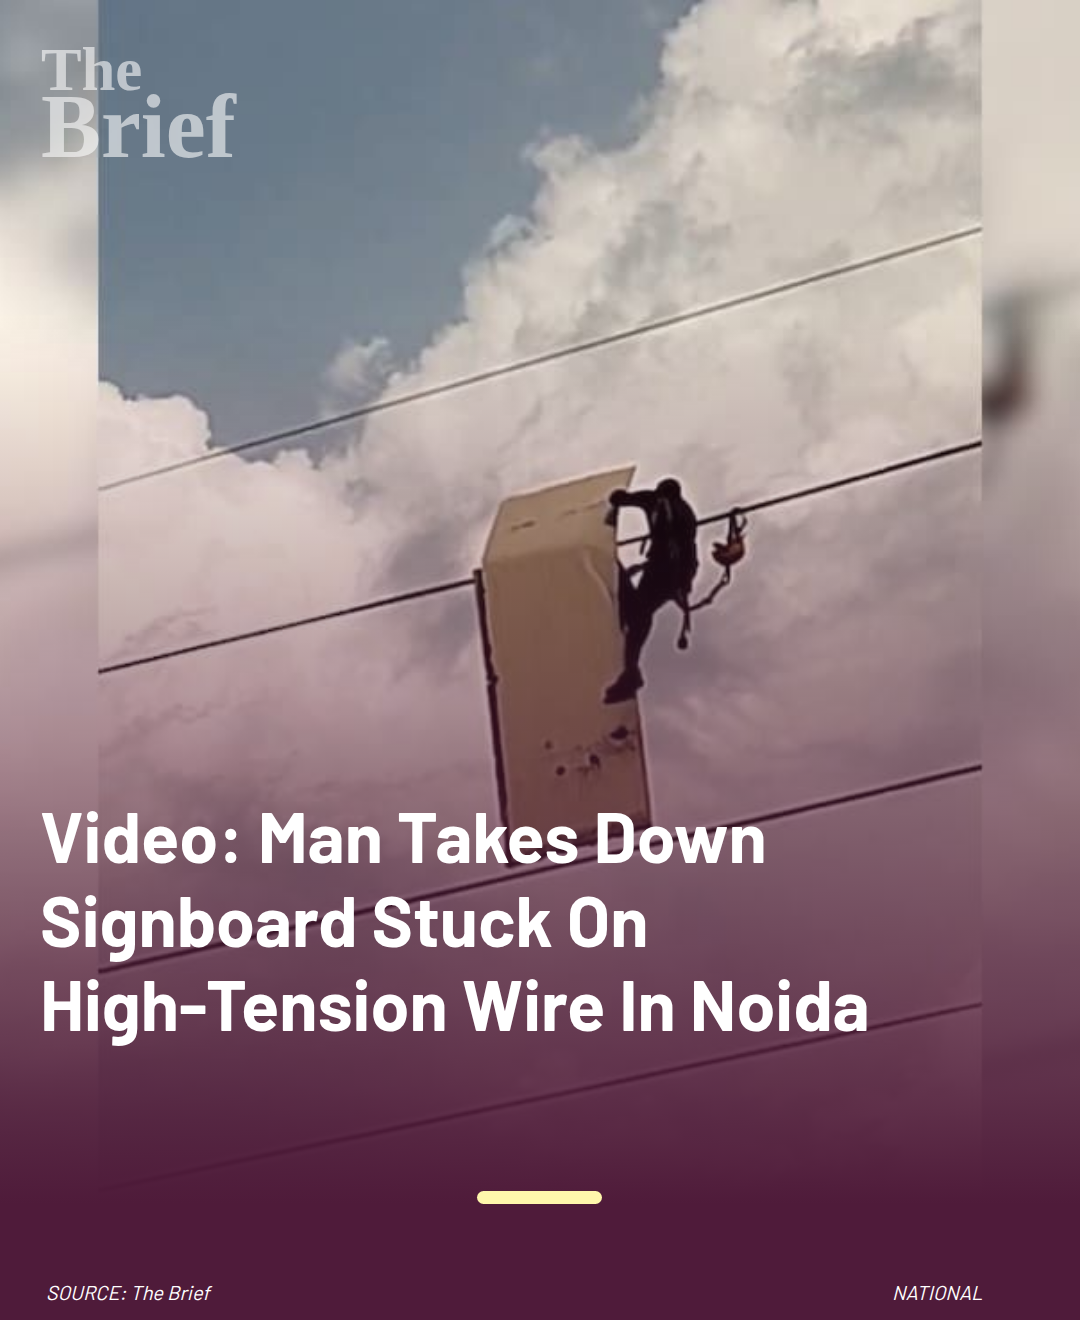 The
Brief
Video: Man Takes Down
Signboard Stuck On
High-Tension Wire In Noida
SOURCE: The Brief
NATIONAL